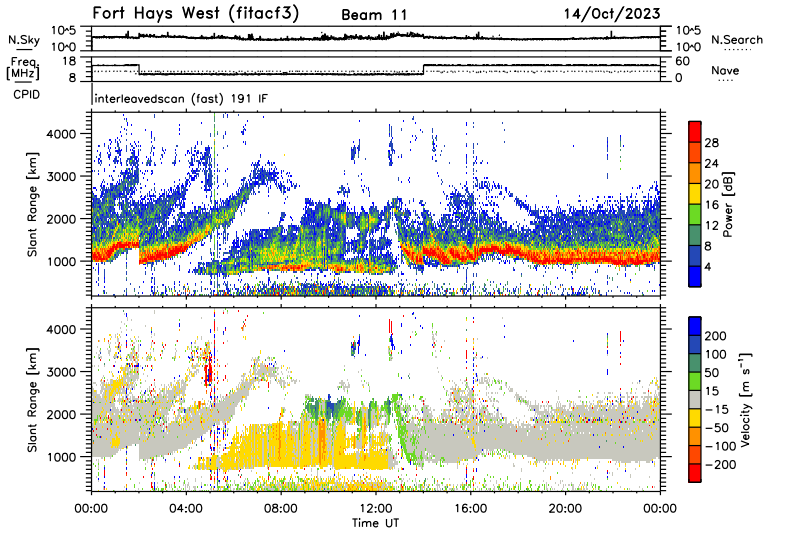 Fort Hays West (fitacf3) Beam 11 14/Oct/2023
N.Sky 10^5 10^0 10^5 10^0 N.Search
Freq. [MHz] 18 8 60 0 Nave
CPID interleavedscan (fast) 191 IF
Slant Range [km]
4000
3000
2000
1000
28
24
20
16
12
8
4
Power [dB]
Slant Range [km]
4000
3000
2000
1000
200
100
50
15
-15
-50
-100
-200
Velocity [m s⁻¹]
00:00 04:00 08:00 12:00 16:00 20:00 00:00
Time UT